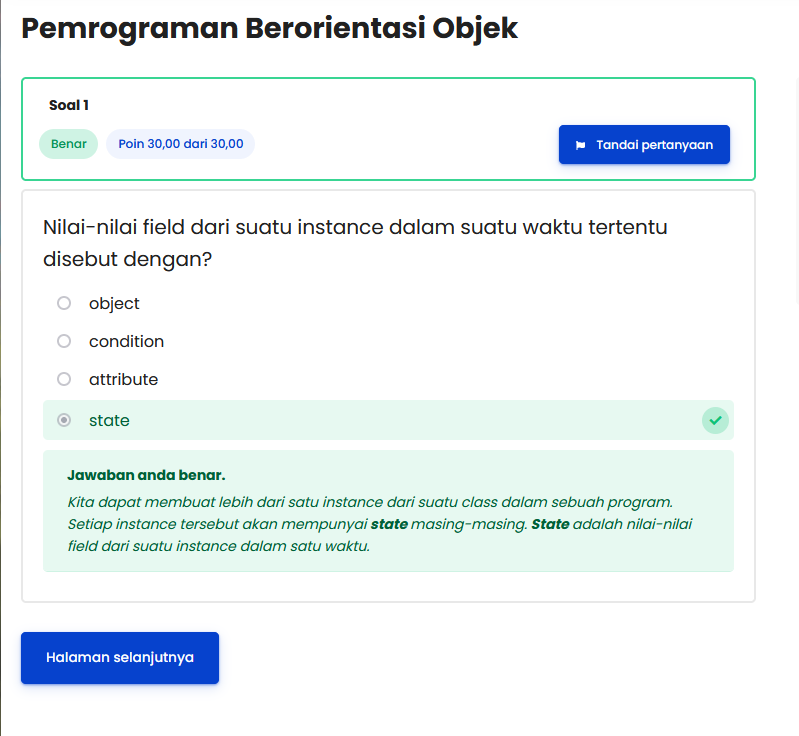 Pemrograman Berorientasi Objek
Soal 1
Benar
Poin 30,00 dari 30,00
Tandai pertanyaan
Nilai-nilai field dari suatu instance dalam suatu waktu tertentu
disebut dengan?
object
condition
attribute
state
Jawaban anda benar.
Kita dapat membuat lebih dari satu instance dari suatu class dalam sebuah program.
Setiap instance tersebut akan mempunyai state masing-masing. State adalah nilai-nilai
field dari suatu instance dalam satu waktu.
Halaman selanjutnya